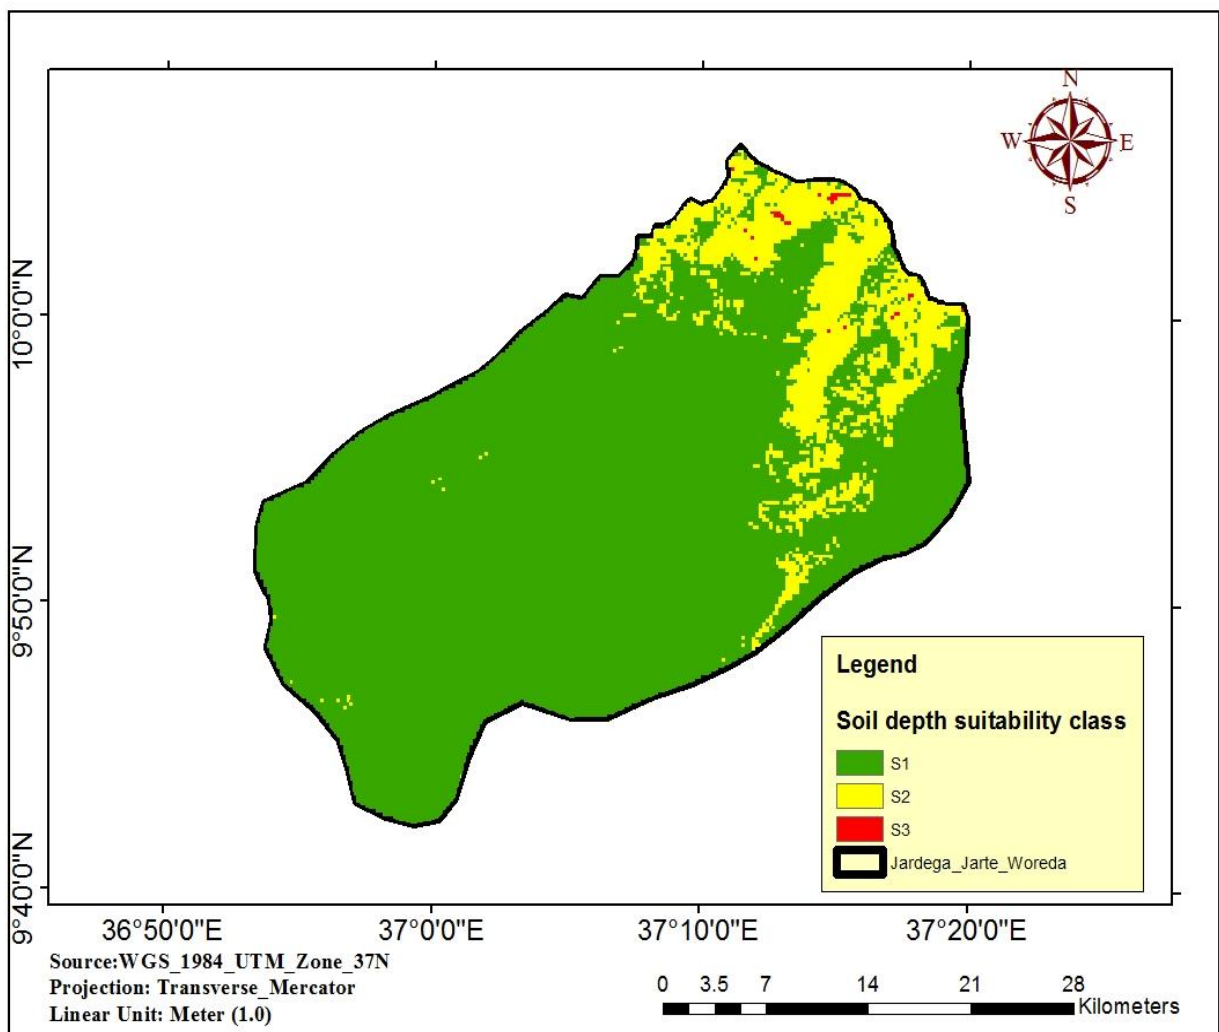 N
W E
S
10°0'0"N
9°50'0"N
9°40'0"N
Legend
Soil depth suitability class
S1
S2
S3
Jardega_Jarte_Woreda
36°50'0"E 37°0'0"E 37°10'0"E 37°20'0"E
Source:WGS_1984_UTM_Zone_37N
Projection: Transverse_Mercator
Linear Unit: Meter (1.0)
0 3.5 7 14 21 28
Kilometers